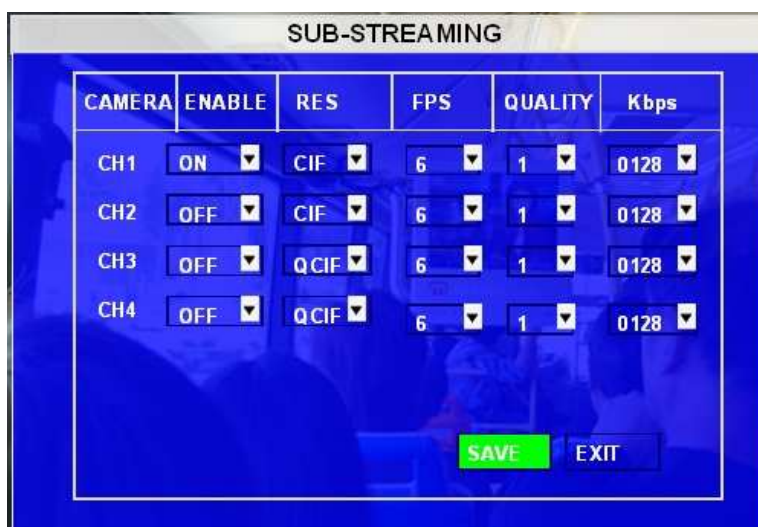 SUB-STREAMING
CAMERA ENABLE RES FPS QUALITY Kbps
CH1 ON CIF 6 1 0128
CH2 OFF CIF 6 1 0128
CH3 OFF QCIF 6 1 0128
CH4 OFF QCIF 6 1 0128
SAVE EXIT